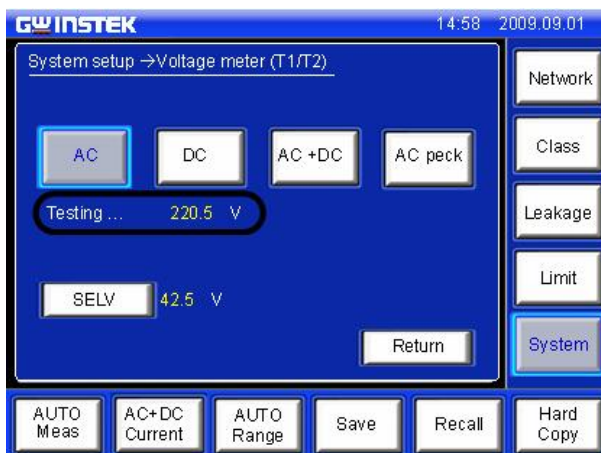 GWINSTEK 14:58 2009.09.01
System setup →Voltage meter (T1/T2)
AC DC AC +DC AC peck
Testing ... 220.5 V
SELV 42.5 V
Return
Network
Class
Leakage
Limit
System
AUTO Meas
AC+DC Current
AUTO Range
Save
Recall
Hard Copy